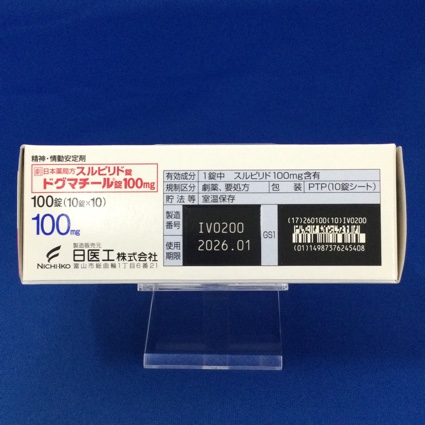 精神・情動安定剤
劇 日本薬局方 スルピリド錠
ドグマチール錠100mg
100錠(10錠×10)
100mg
製造販売元
日医工株式会社
NICHI-IKO 富山市総曲輪1丁目6番21
有効成分 1錠中 スルピリド100mg含有
規制区分 劇薬、要処方 包装 PTP(10錠シート)
貯法等 室温保存
製造番号 IV0200
使用期限 2026.01
GS1
(17)260100(10)IV0200
(01)14987376245408